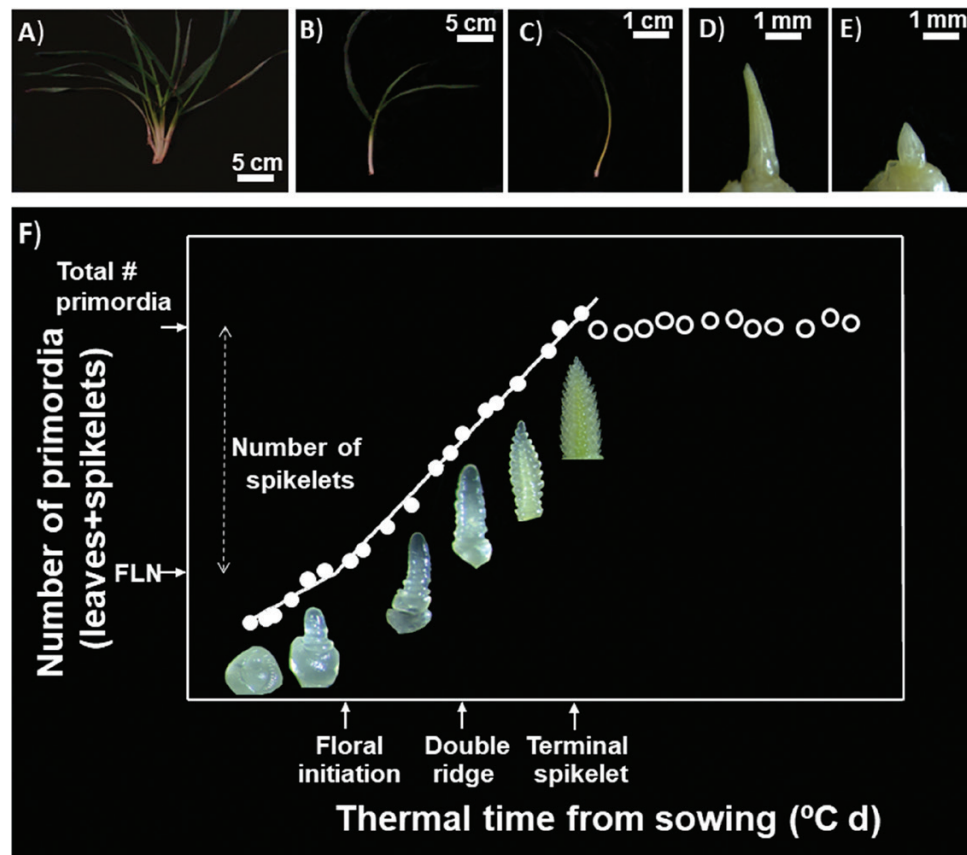 A)
5 cm
B)
5 cm
C)
1 cm
D)
1 mm
E)
1 mm
F)
Total #
primordia
Number of primordia
(leaves+spikelets)
Number of
spikelets
FLN
Floral
initiation
Double
ridge
Terminal
spikelet
Thermal time from sowing (ºC d)